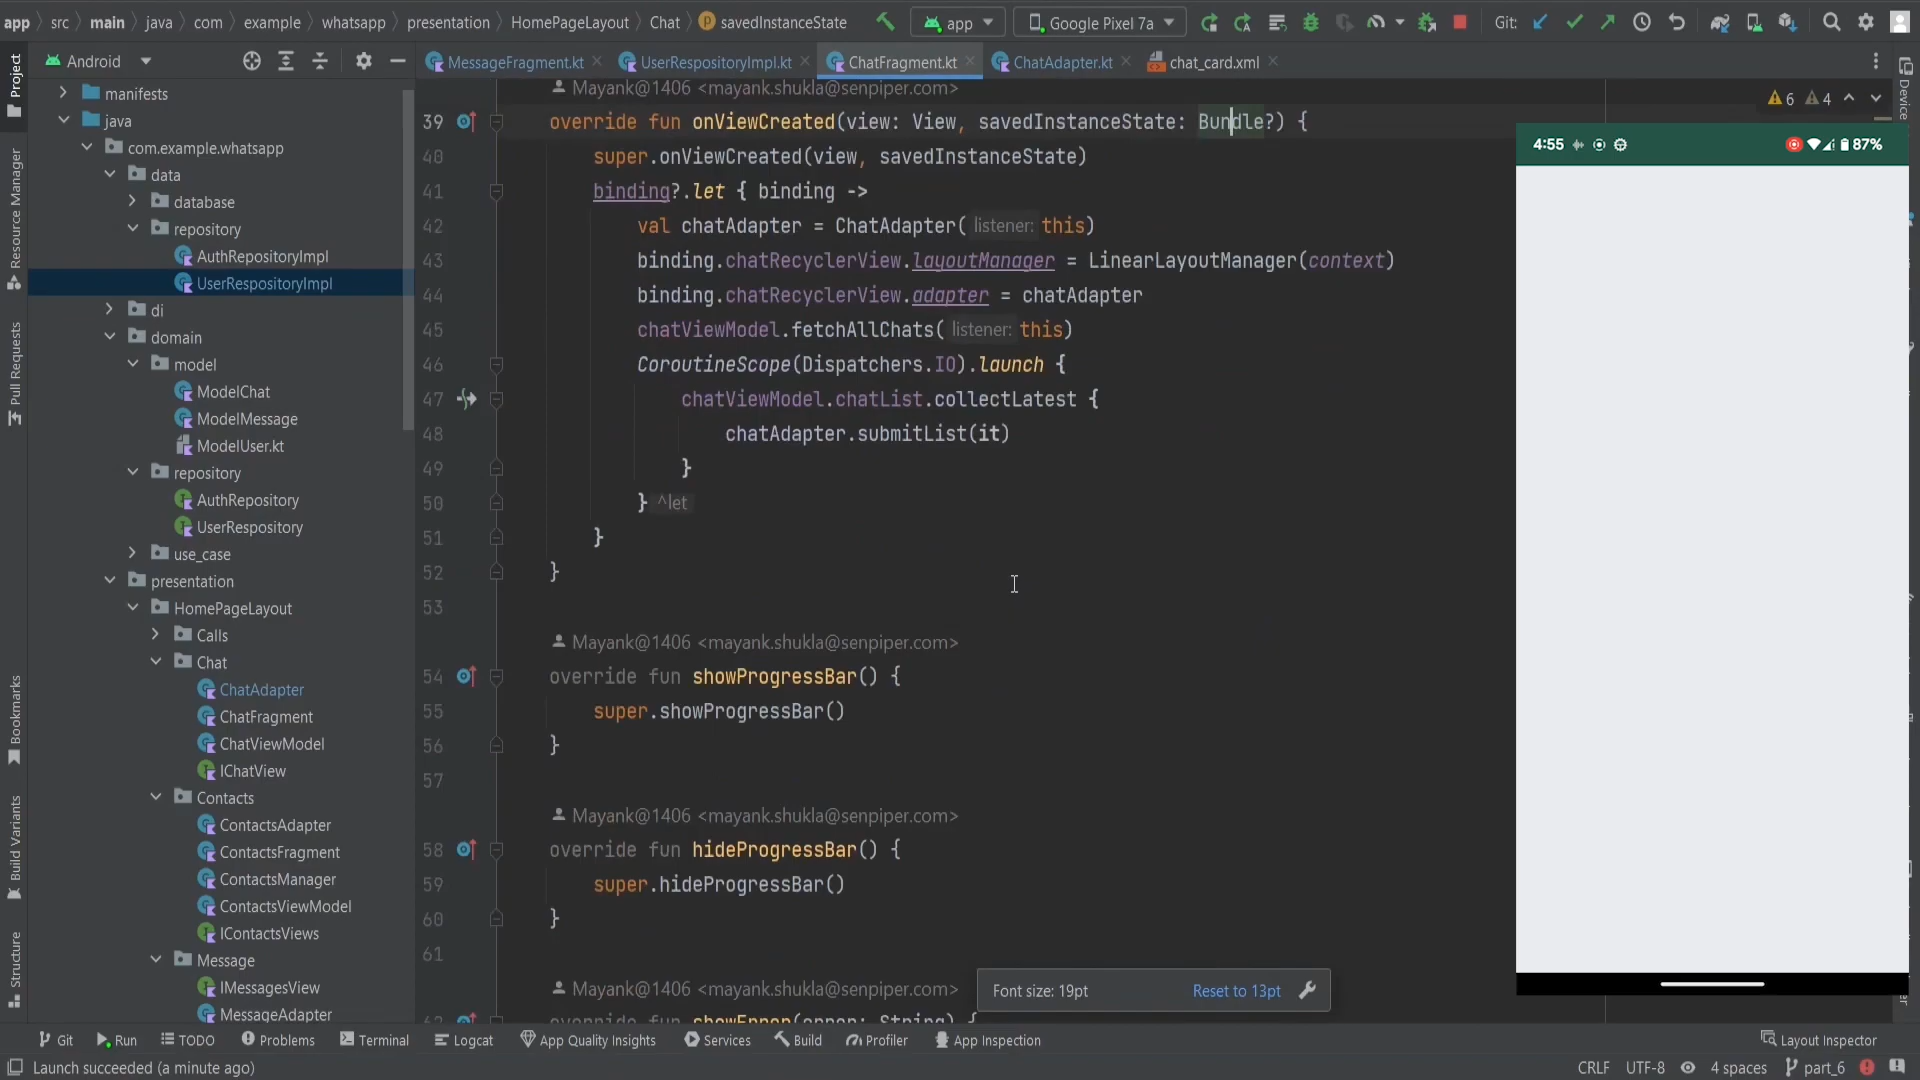 app › src › main › java › com › example › whatsapp › presentation › HomePageLayout › Chat › savedInstanceState
app
Google Pixel 7a
Git:
Android
MessageFragment.kt
UserRespositoryImpl.kt
ChatFragment.kt
ChatAdapter.kt
chat_card.xml
Project
Resource Manager
Pull Requests
Bookmarks
Build Variants
Structure
manifests
java
com.example.whatsapp
data
database
repository
AuthRepositoryImpl
UserRespositoryImpl
di
domain
model
ModelChat
ModelMessage
ModelUser.kt
repository
AuthRepository
UserRespository
use_case
presentation
HomePageLayout
Calls
Chat
ChatAdapter
ChatFragment
ChatViewModel
IChatView
Contacts
ContactsAdapter
ContactsFragment
ContactsManager
ContactsViewModel
IContactsViews
Message
IMessagesView
MessageAdapter
Mayank@1406 <mayank.shukla@senpiper.com>
6 4
39 override fun onViewCreated(view: View, savedInstanceState: Bundle?) {
40 super.onViewCreated(view, savedInstanceState)
41 binding?.let { binding ->
42 val chatAdapter = ChatAdapter( listener: this)
43 binding.chatRecyclerView.layoutManager = LinearLayoutManager(context)
44 binding.chatRecyclerView.adapter = chatAdapter
45 chatViewModel.fetchAllChats( listener: this)
46 CoroutineScope(Dispatchers.IO).launch {
47 chatViewModel.chatList.collectLatest {
48 chatAdapter.submitList(it)
49 }
50 } ^let
51 }
52 }
53
Mayank@1406 <mayank.shukla@senpiper.com>
54 override fun showProgressBar() {
55 super.showProgressBar()
56 }
57
Mayank@1406 <mayank.shukla@senpiper.com>
58 override fun hideProgressBar() {
59 super.hideProgressBar()
60 }
61
Mayank@1406 <mayank.shukla@senpiper.com>
override fun showError(error: String) {
Font size: 19pt Reset to 13pt
4:55 87%
Git Run TODO Problems Terminal Logcat App Quality Insights Services Build Profiler App Inspection Layout Inspector
Launch succeeded (a minute ago) CRLF UTF-8 4 spaces part_6